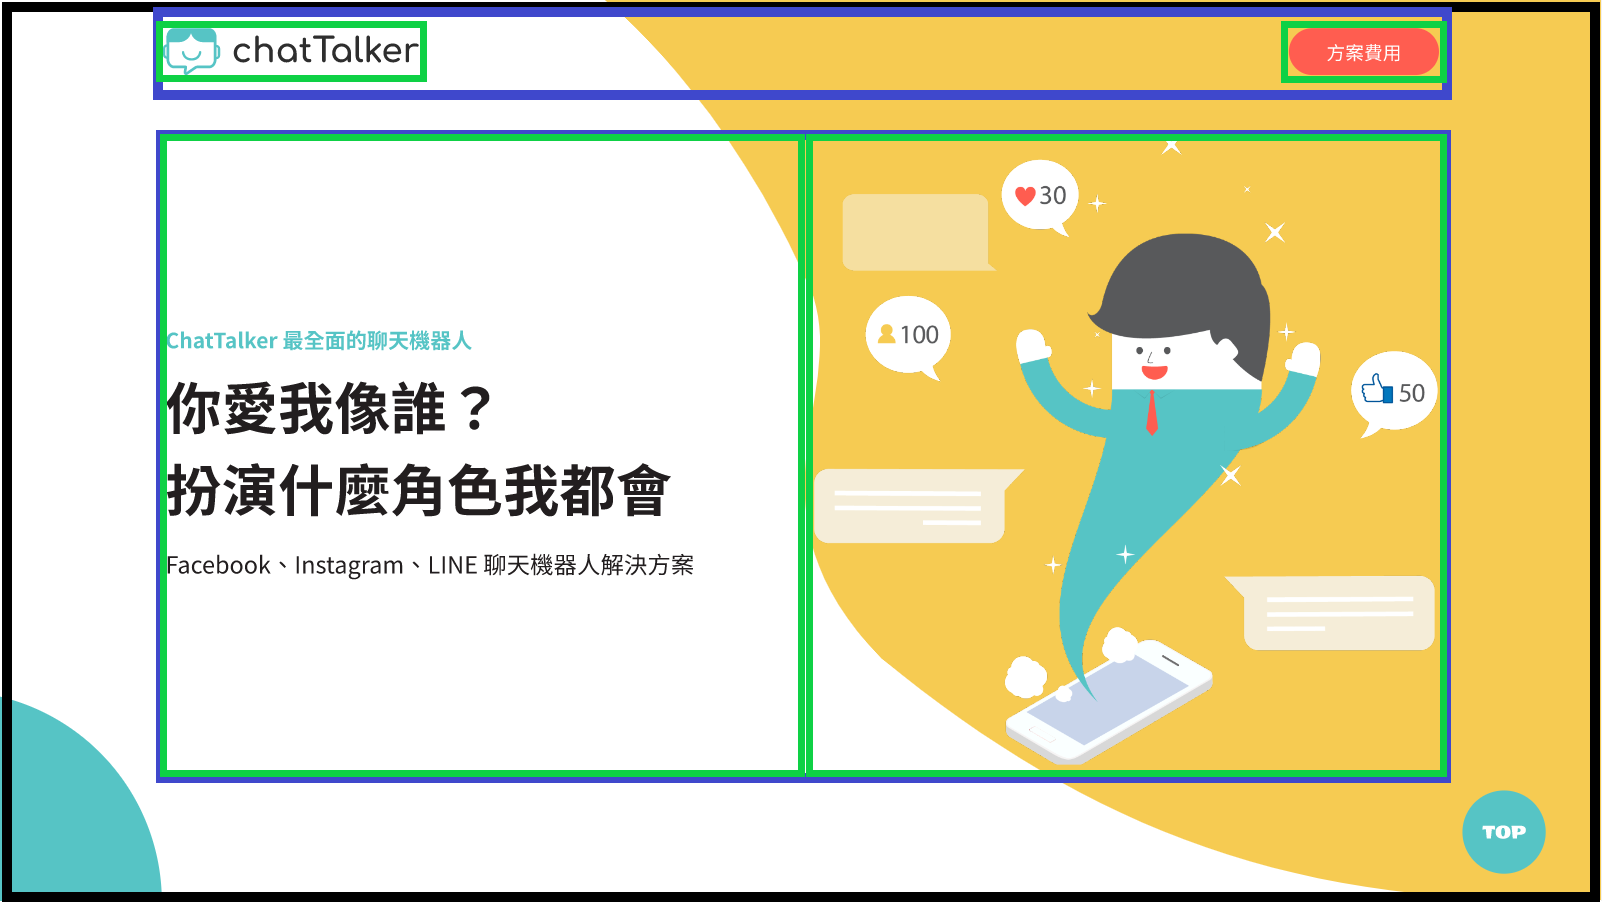 chatTalker
方案費用
ChatTalker 最全面的聊天機器人
你愛我像誰？
扮演什麼角色我都會
Facebook、Instagram、LINE 聊天機器人解決方案
30
100
50
TOP